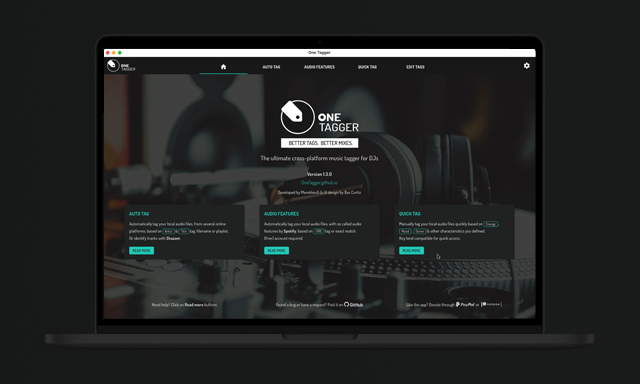 One Tagger
ONE
TAGGER
AUTO TAG
AUDIO FEATURES
QUICK TAG
EDIT TAGS
ONE
TAGGER
BETTER TAGS. BETTER MIXES.
The ultimate cross-platform music tagger for DJs
Version 1.3.0
OneTagger.github.io
Developed by Marekkon5 & UI design by Bas Curtiz
AUTO TAG
Automatically tag your local audio files, from several online
platforms, based on Artist & Title tag, filename or playlist.
Or identify tracks with Shazam.
READ MORE
AUDIO FEATURES
Automatically tag your local audio files, with so called audio
features by Spotify, based on ISRC tag or exact match
(Free) account required.
READ MORE
QUICK TAG
Manually tag your local audio files quickly based on Energy,
Mood, Genre & other characteristics you defined.
Key bind compatible for quick access.
READ MORE
Need help? Click on Read more buttons
Found a bug or have a request? Post it on GitHub
Like the app? Donate through PayPal or